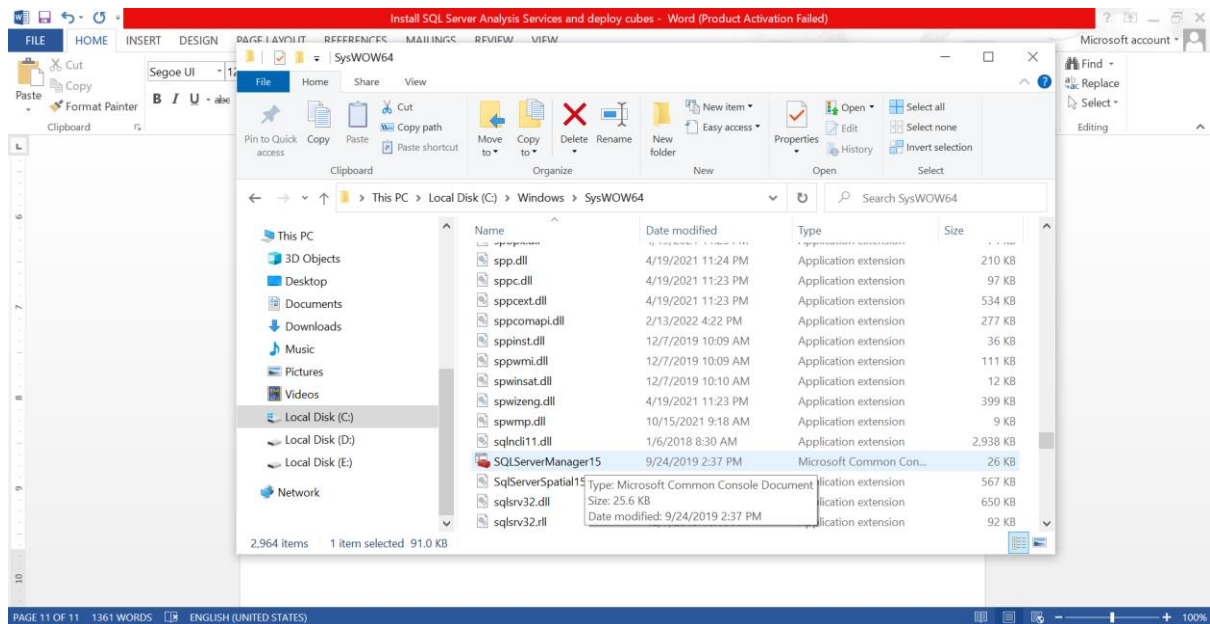 Install SQL Server Analysis Services and deploy cubes - Word (Product Activation Failed)
FILE HOME INSERT DESIGN PAGE LAYOUT REFERENCES MAILINGS REVIEW VIEW Microsoft account
Cut
Copy
Format Painter
Paste
Clipboard
Segoe UI 12
B I U abc
Find
Replace
Select
Editing
SysWOW64
File Home Share View
Pin to Quick access
Copy
Paste
Cut
Copy path
Paste shortcut
Clipboard
Move to
Copy to
Delete
Rename
Organize
New folder
New item
Easy access
New
Properties
Open
Edit
History
Open
Select all
Select none
Invert selection
Select
This PC > Local Disk (C:) > Windows > SysWOW64
Search SysWOW64
This PC
3D Objects
Desktop
Documents
Downloads
Music
Pictures
Videos
Local Disk (C:)
Local Disk (D:)
Local Disk (E:)
Network
Name Date modified Type Size
spp.dll 4/19/2021 11:24 PM Application extension 210 KB
sppc.dll 4/19/2021 11:23 PM Application extension 97 KB
sppcext.dll 4/19/2021 11:23 PM Application extension 534 KB
sppcomapi.dll 2/13/2022 4:22 PM Application extension 277 KB
sppinst.dll 12/7/2019 10:09 AM Application extension 36 KB
sppwmi.dll 12/7/2019 10:09 AM Application extension 111 KB
spwinsat.dll 12/7/2019 10:10 AM Application extension 12 KB
spwizeng.dll 4/19/2021 11:23 PM Application extension 399 KB
spwmp.dll 10/15/2021 9:18 AM Application extension 9 KB
sqlncli11.dll 1/6/2018 8:30 AM Application extension 2,938 KB
SQLServerManager15 9/24/2019 2:37 PM Microsoft Common Con... 26 KB
SqlServerSpatial15 567 KB
sqlsrv32.dll 650 KB
sqlsrv32.rll 92 KB
Type: Microsoft Common Console Document
Size: 25.6 KB
Date modified: 9/24/2019 2:37 PM
2,964 items 1 item selected 91.0 KB
6
7
8
9
10
PAGE 11 OF 11 1361 WORDS ENGLISH (UNITED STATES) 100%